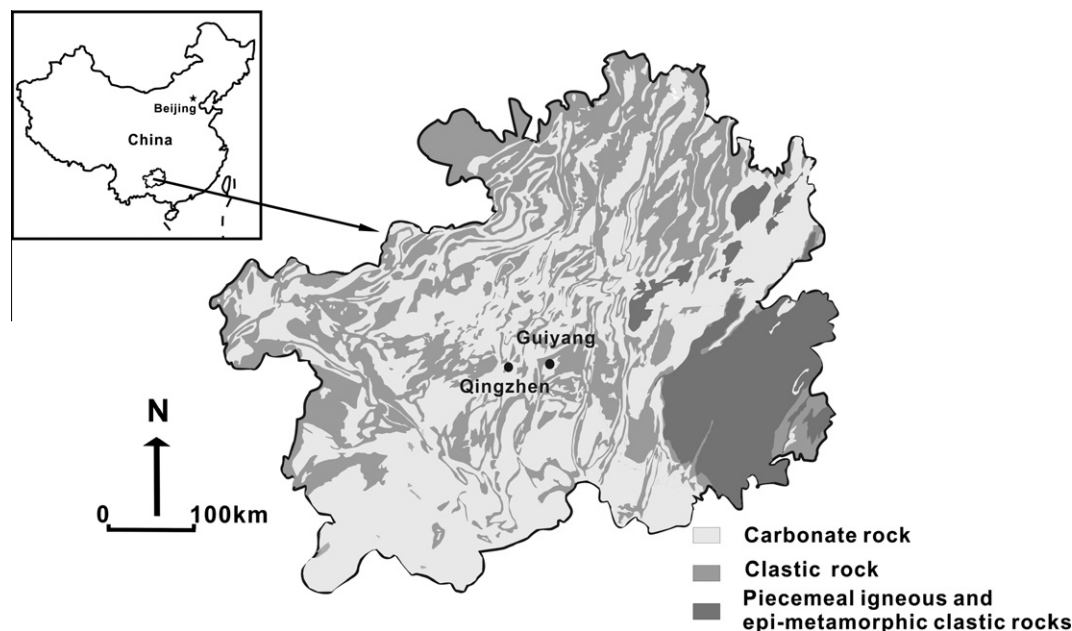 Beijing
China
Guiyang
Qingzhen
N
0 100km
Carbonate rock
Clastic rock
Piecemeal igneous and
epi-metamorphic clastic rocks